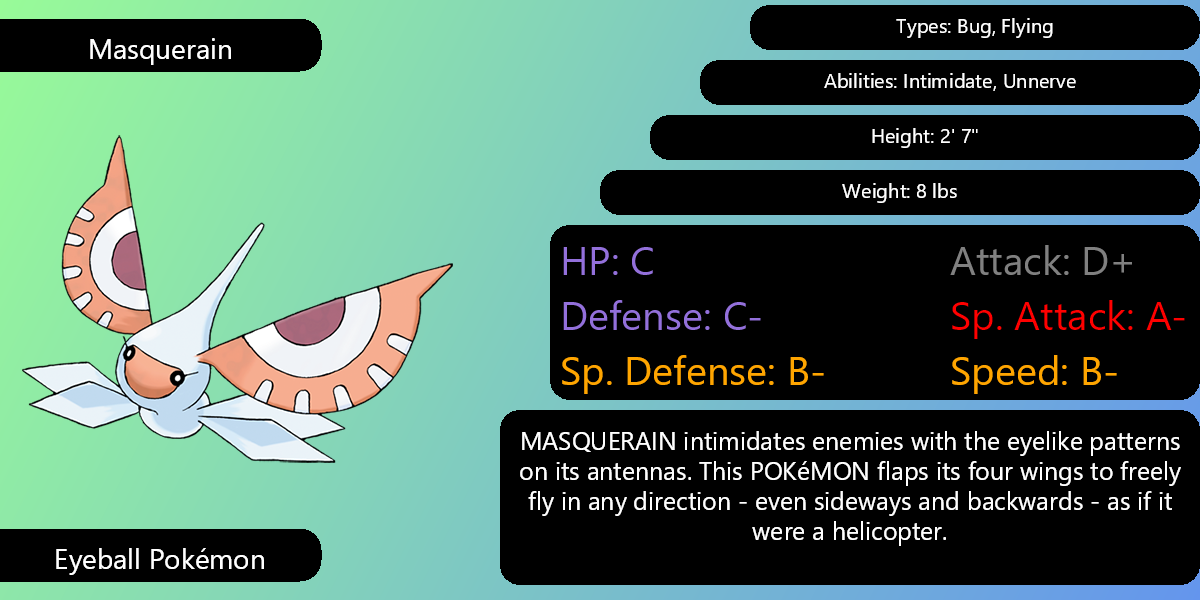 Masquerain
Types: Bug, Flying
Abilities: Intimidate, Unnerve
Height: 2' 7"
Weight: 8 lbs
HP: C
Attack: D+
Defense: C-
Sp. Attack: A-
Sp. Defense: B-
Speed: B-
MASQUERAIN intimidates enemies with the eyelike patterns
on its antennas. This POKéMON flaps its four wings to freely
fly in any direction - even sideways and backwards - as if it
were a helicopter.
Eyeball Pokémon